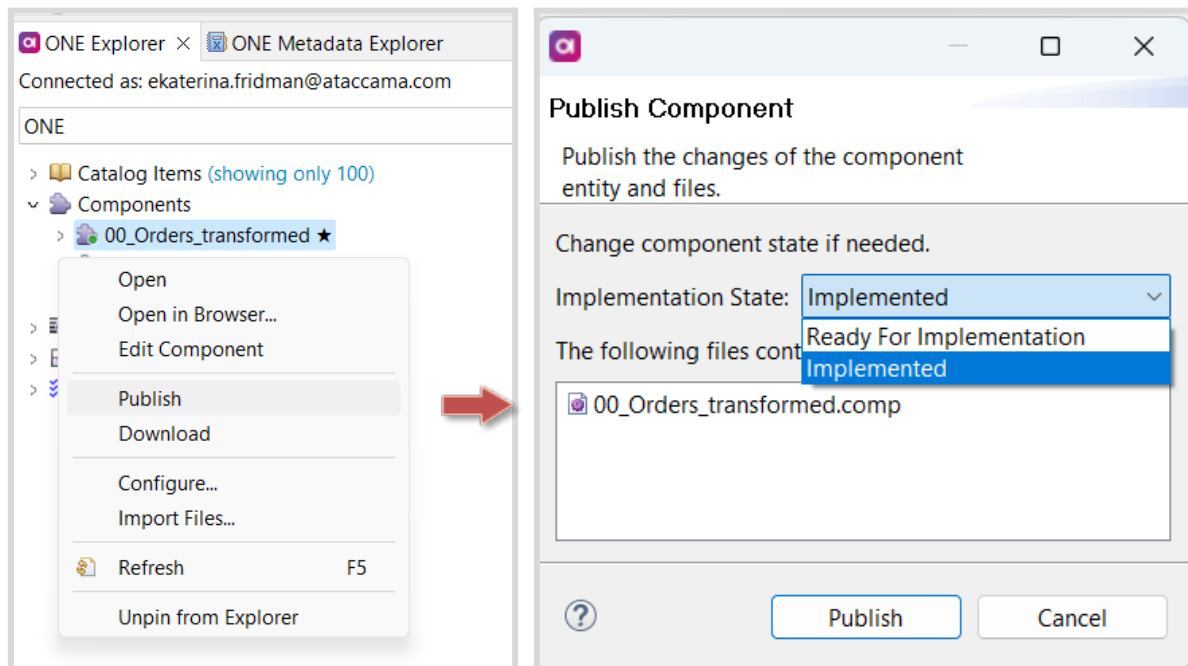 ONE Explorer
ONE Metadata Explorer
Connected as: ekaterina.fridman@ataccama.com
ONE
Catalog Items (showing only 100)
Components
00_Orders_transformed ★
Open
Open in Browser...
Edit Component
Publish
Download
Configure...
Import Files...
Refresh F5
Unpin from Explorer
Publish Component
Publish the changes of the component
entity and files.
Change component state if needed.
Implementation State: Implemented
Ready For Implementation
The following files cont
Implemented
00_Orders_transformed.comp
Publish
Cancel